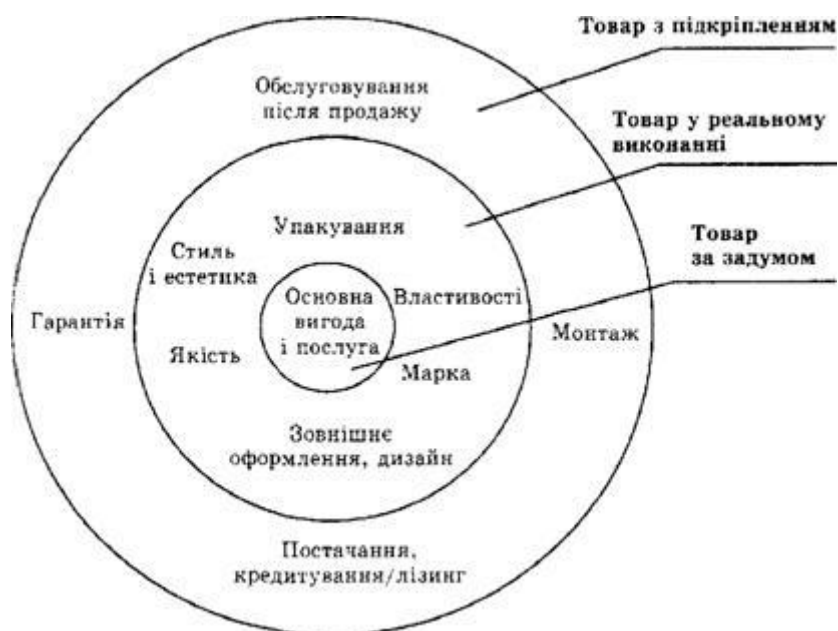 Товар з підкріпленням
Обслуговування
після продажу
Товар у реальному
виконанні
Упакування
Стиль
і естетика
Товар
за задумом
Основна
вигода
і послуга
Властивості
Гарантія
Якість
Марка
Монтаж
Зовнішнє
оформлення, дизайн
Постачання,
кредитування/лізинг